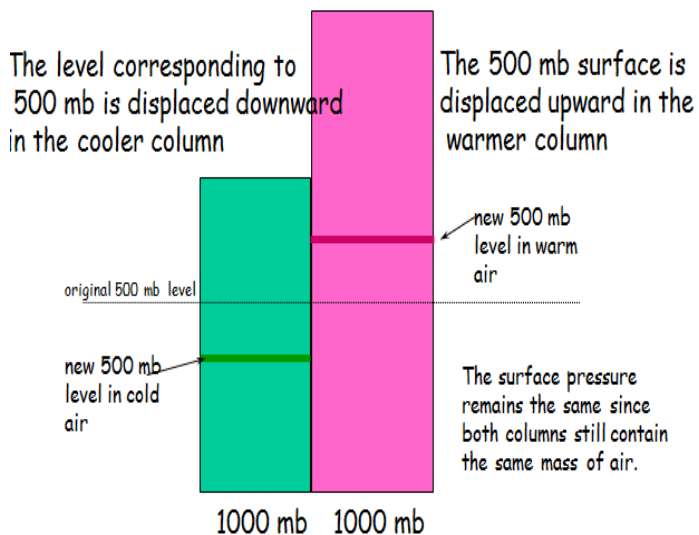 The level corresponding to
500 mb is displaced downward
in the cooler column
The 500 mb surface is
displaced upward in the
warmer column
new 500 mb
level in warm
air
original 500 mb level
new 500 mb
level in cold
air
The surface pressure
remains the same since
both columns still contain
the same mass of air.
1000 mb 1000 mb